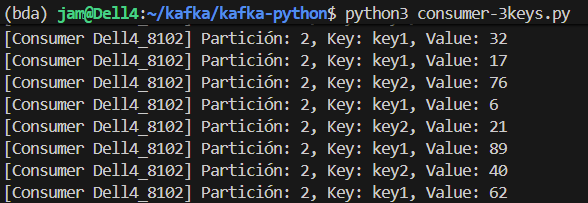 (bda) jam@Dell4:~/kafka/kafka-python$ python3 consumer-3keys.py
[Consumer Dell4_8102] Partición: 2, Key: key1, Value: 32
[Consumer Dell4_8102] Partición: 2, Key: key1, Value: 17
[Consumer Dell4_8102] Partición: 2, Key: key2, Value: 76
[Consumer Dell4_8102] Partición: 2, Key: key1, Value: 6
[Consumer Dell4_8102] Partición: 2, Key: key2, Value: 21
[Consumer Dell4_8102] Partición: 2, Key: key1, Value: 89
[Consumer Dell4_8102] Partición: 2, Key: key2, Value: 40
[Consumer Dell4_8102] Partición: 2, Key: key1, Value: 62